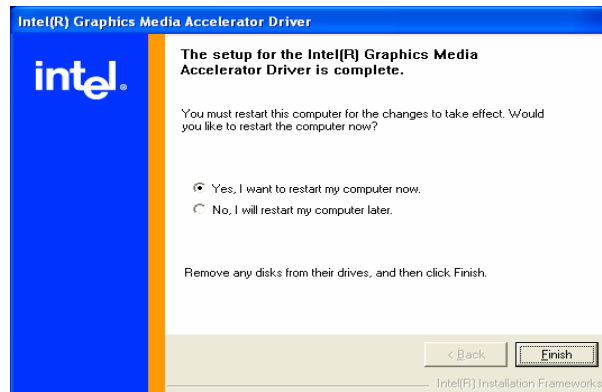 Intel(R) Graphics Media Accelerator Driver
intel.
The setup for the Intel(R) Graphics Media
Accelerator Driver is complete.
You must restart this computer for the changes to take effect. Would
you like to restart the computer now?
Yes, I want to restart my computer now.
No, I will restart my computer later.
Remove any disks from their drives, and then click Finish.
< Back
Finish
Intel(R) Installation Frameworks